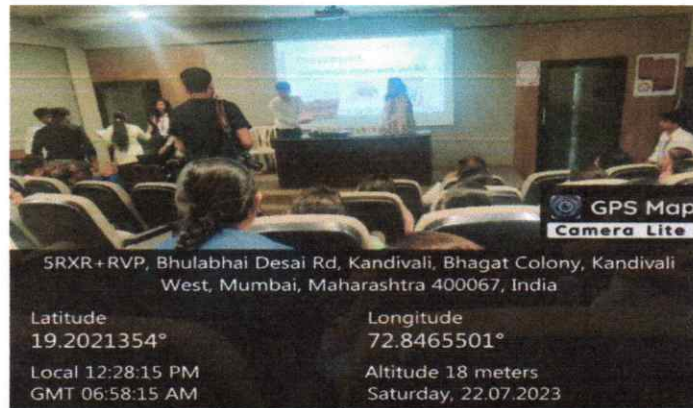 GPS Map
Camera Lite
5RXR+RVP, Bhulabhai Desai Rd, Kandivali, Bhagat Colony, Kandivali
West, Mumbai, Maharashtra 400067, India
Latitude
19.2021354°
Longitude
72.8465501°
Local 12:28:15 PM
GMT 06:58:15 AM
Altitude 18 meters
Saturday, 22.07.2023